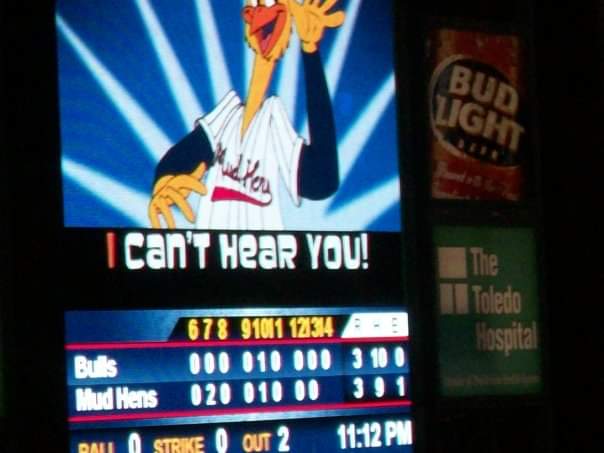 Mud Hens
I CAN'T HEAR YOU!
6 7 8 9 10 11 12 13 14 R H E
Bulls 0 0 0 0 1 0 0 0 0 3 10 0
Mud Hens 0 2 0 0 1 0 0 0 3 9 1
BALL 0 STRIKE 0 OUT 2 11:12 PM
BUD
LIGHT
BEER
The
Toledo
Hospital